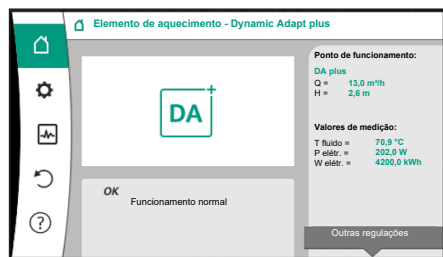 Elemento de aquecimento - Dynamic Adapt plus
DA+
OK
Funcionamento normal
Ponto de funcionamento:
DA plus
Q = 13,0 m³/h
H = 2,6 m
Valores de medição:
T fluido = 70,9 °C
P elétr. = 202,0 W
W elétr. = 4200,0 kWh
Outras regulações
?